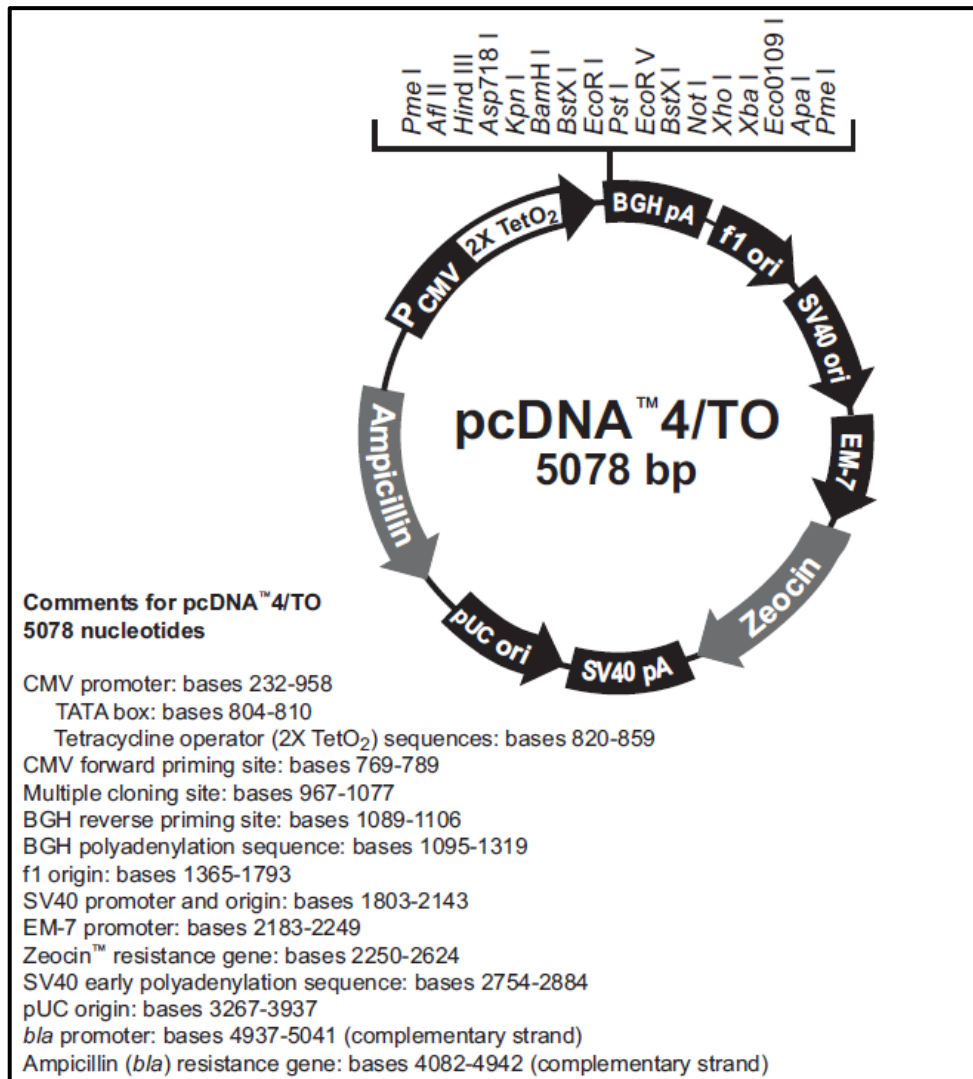 Pme I
Afl II
Hind III
Asp718 I
Kpn I
BamH I
BstX I
EcoR I
Pst I
EcoR V
BstX I
Not I
Xho I
Xba I
Eco0109 I
Apa I
Pme I
PCMV
2X TetO2
BGH pA
f1 ori
SV40 ori
EM-7
Zeocin
SV40 pA
pUC ori
Ampicillin
pcDNA™4/TO
5078 bp
Comments for pcDNA™4/TO
5078 nucleotides
CMV promoter: bases 232-958
TATA box: bases 804-810
Tetracycline operator (2X TetO2) sequences: bases 820-859
CMV forward priming site: bases 769-789
Multiple cloning site: bases 967-1077
BGH reverse priming site: bases 1089-1106
BGH polyadenylation sequence: bases 1095-1319
f1 origin: bases 1365-1793
SV40 promoter and origin: bases 1803-2143
EM-7 promoter: bases 2183-2249
Zeocin™ resistance gene: bases 2250-2624
SV40 early polyadenylation sequence: bases 2754-2884
pUC origin: bases 3267-3937
bla promoter: bases 4937-5041 (complementary strand)
Ampicillin (bla) resistance gene: bases 4082-4942 (complementary strand)